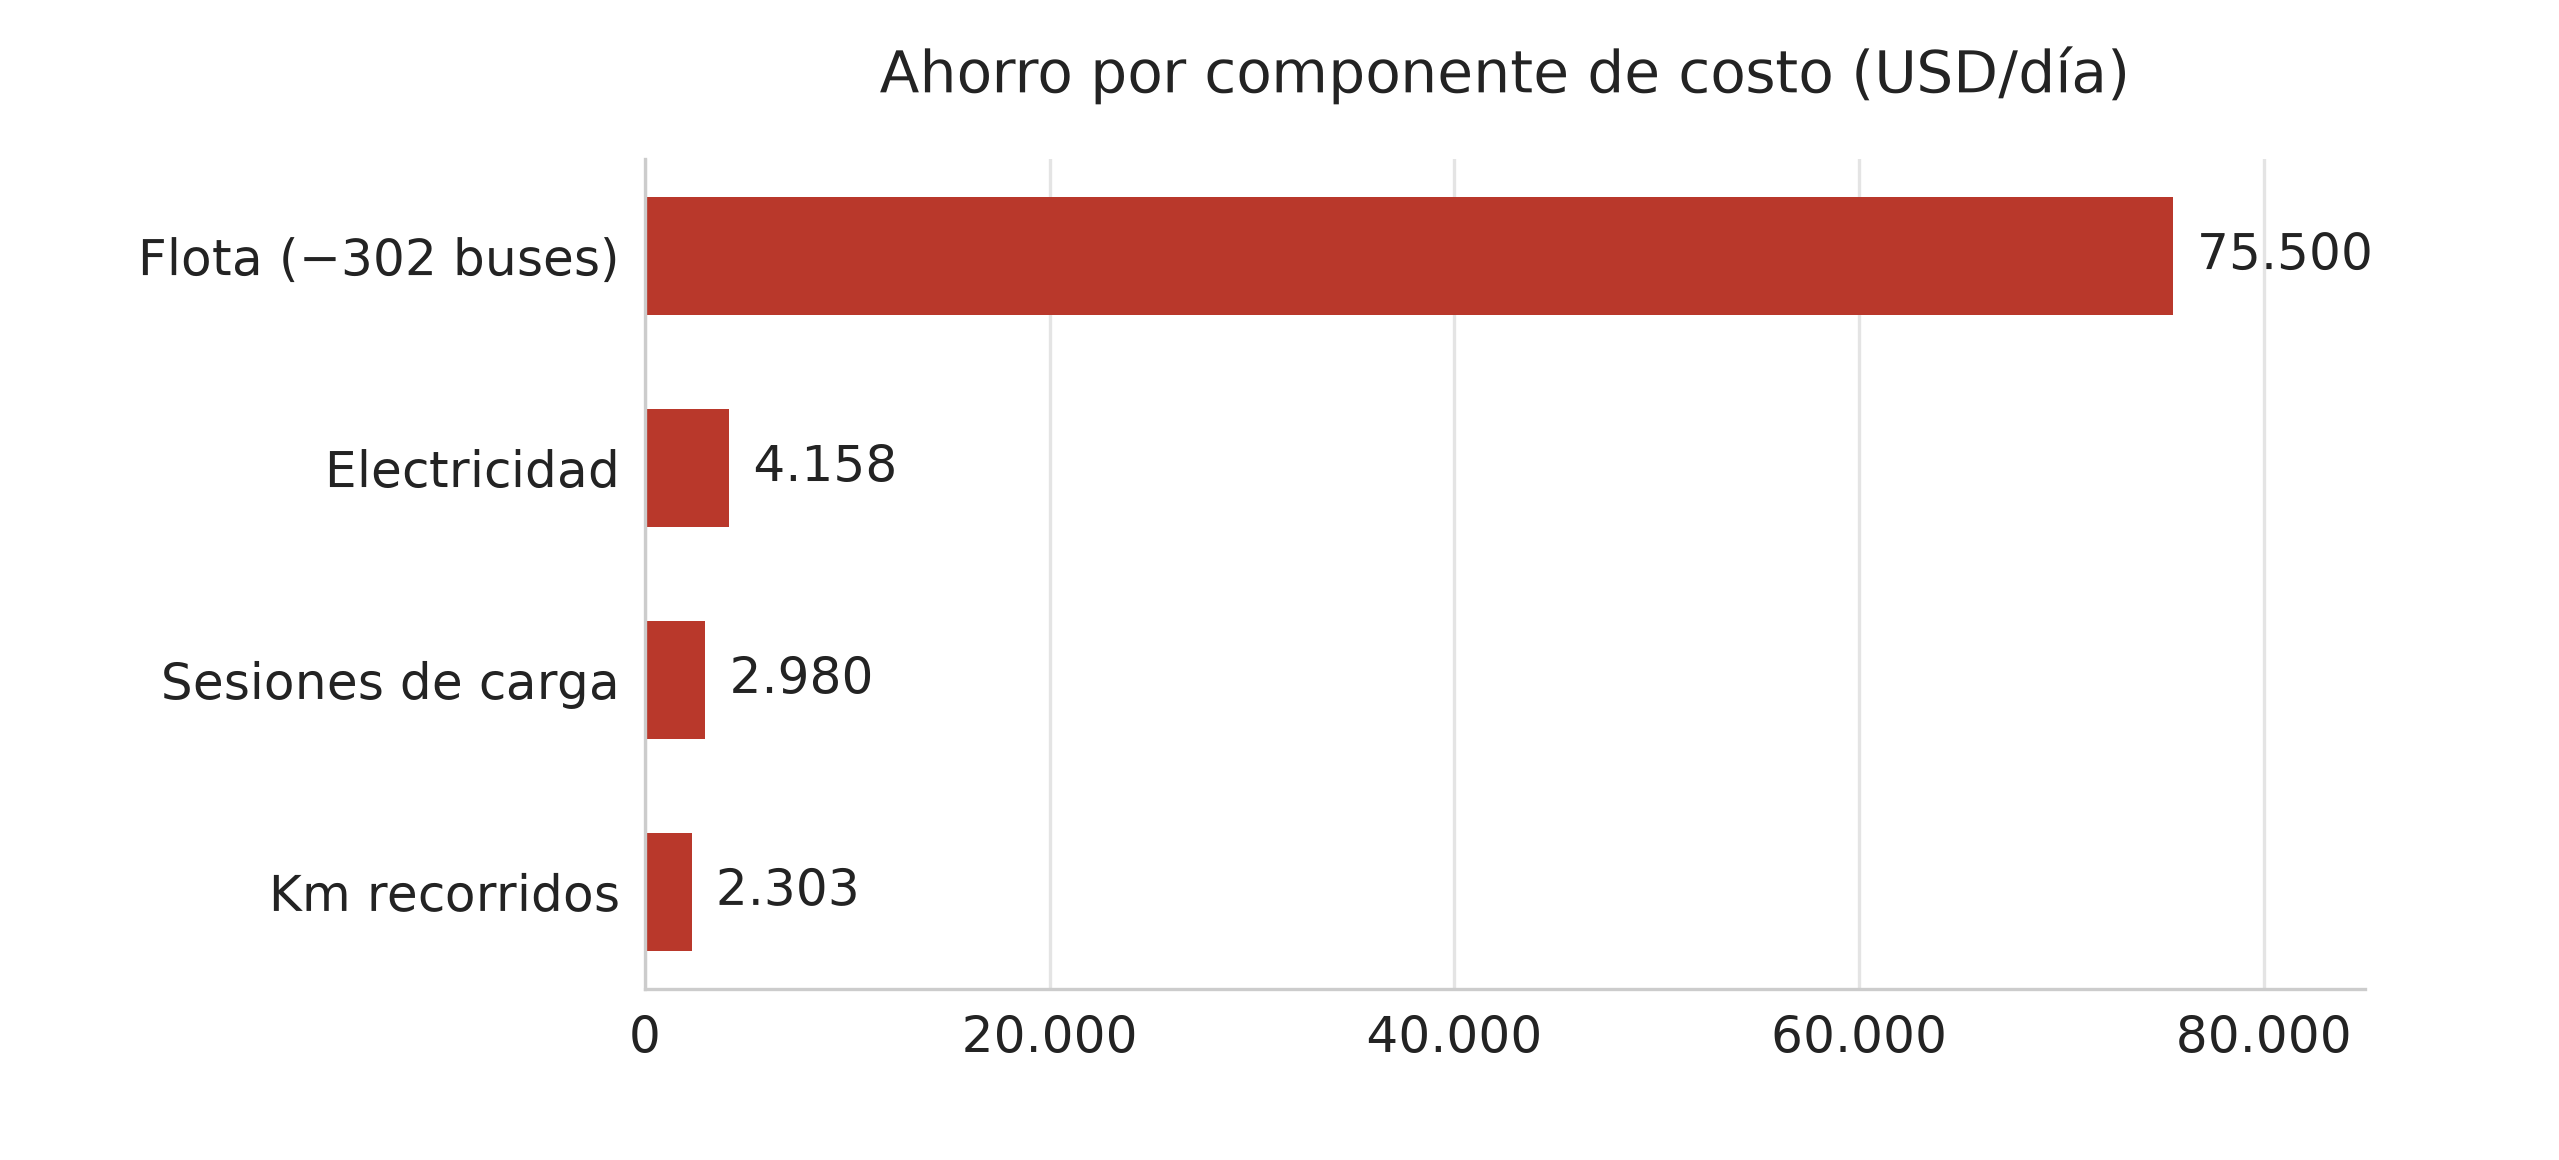 Ahorro por componente de costo (USD/día)
Flota (−302 buses) 75.500
Electricidad 4.158
Sesiones de carga 2.980
Km recorridos 2.303
0 20.000 40.000 60.000 80.000